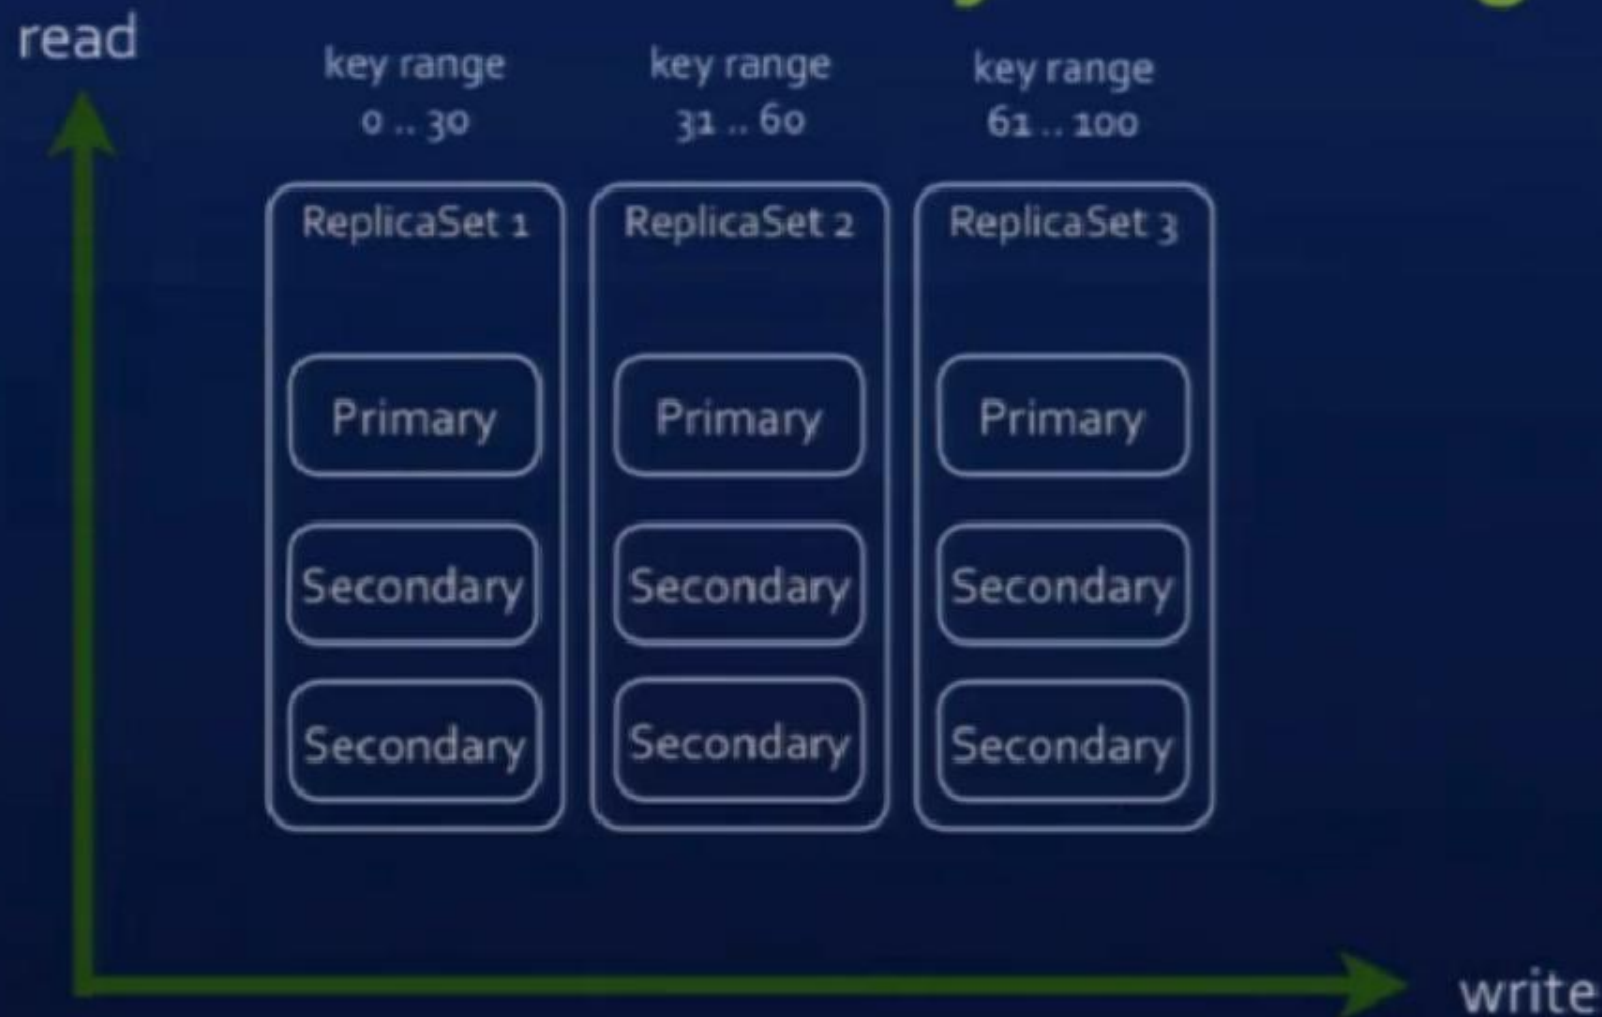 read
key range
0 .. 30
key range
31 .. 60
key range
61 .. 100
ReplicaSet 1
ReplicaSet 2
ReplicaSet 3
Primary
Primary
Primary
Secondary
Secondary
Secondary
Secondary
Secondary
Secondary
write